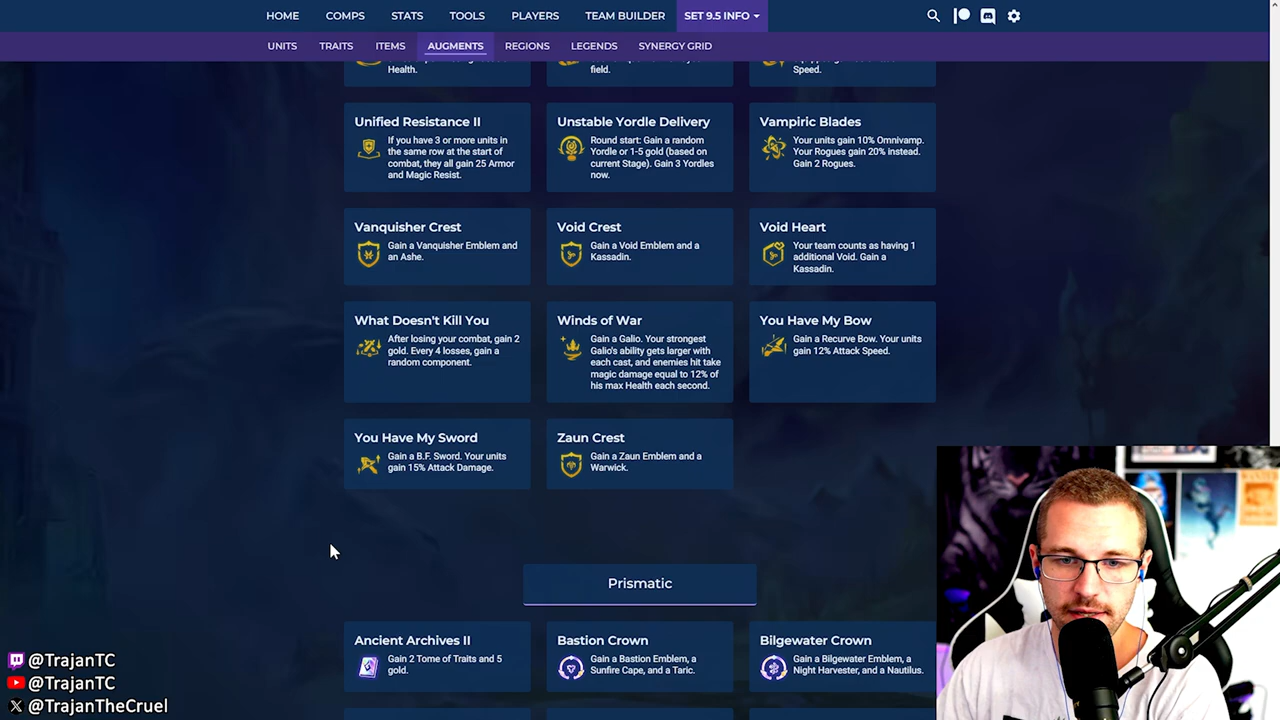 HOME COMPS STATS TOOLS PLAYERS TEAM BUILDER SET 9.5 INFO
UNITS TRAITS ITEMS AUGMENTS REGIONS LEGENDS SYNERGY GRID
Health.
field.
Speed.
Unified Resistance II
If you have 3 or more units in
the same row at the start of
combat, they all gain 25 Armor
and Magic Resist.
Unstable Yordle Delivery
Round start: Gain a random
Yordle or 1-5 gold (based on
current Stage). Gain 3 Yordles
now.
Vampiric Blades
Your units gain 10% Omnivamp.
Your Rogues gain 20% instead.
Gain 2 Rogues.
Vanquisher Crest
Gain a Vanquisher Emblem and
an Ashe.
Void Crest
Gain a Void Emblem and a
Kassadin.
Void Heart
Your team counts as having 1
additional Void. Gain a
Kassadin.
What Doesn't Kill You
After losing your combat, gain 2
gold. Every 4 losses, gain a
random component.
Winds of War
Gain a Galio. Your strongest
Galio's ability gets larger with
each cast, and enemies hit take
magic damage equal to 12% of
his max Health each second.
You Have My Bow
Gain a Recurve Bow. Your units
gain 12% Attack Speed.
You Have My Sword
Gain a B.F. Sword. Your units
gain 15% Attack Damage.
Zaun Crest
Gain a Zaun Emblem and a
Warwick.
Prismatic
Ancient Archives II
Gain 2 Tome of Traits and 5
gold.
Bastion Crown
Gain a Bastion Emblem, a
Sunfire Cape, and a Taric.
Bilgewater Crown
Gain a Bilgewater Emblem, a
Night Harvester, and a Nautilus.
@TrajanTC
@TrajanTC
@TrajanTheCruel